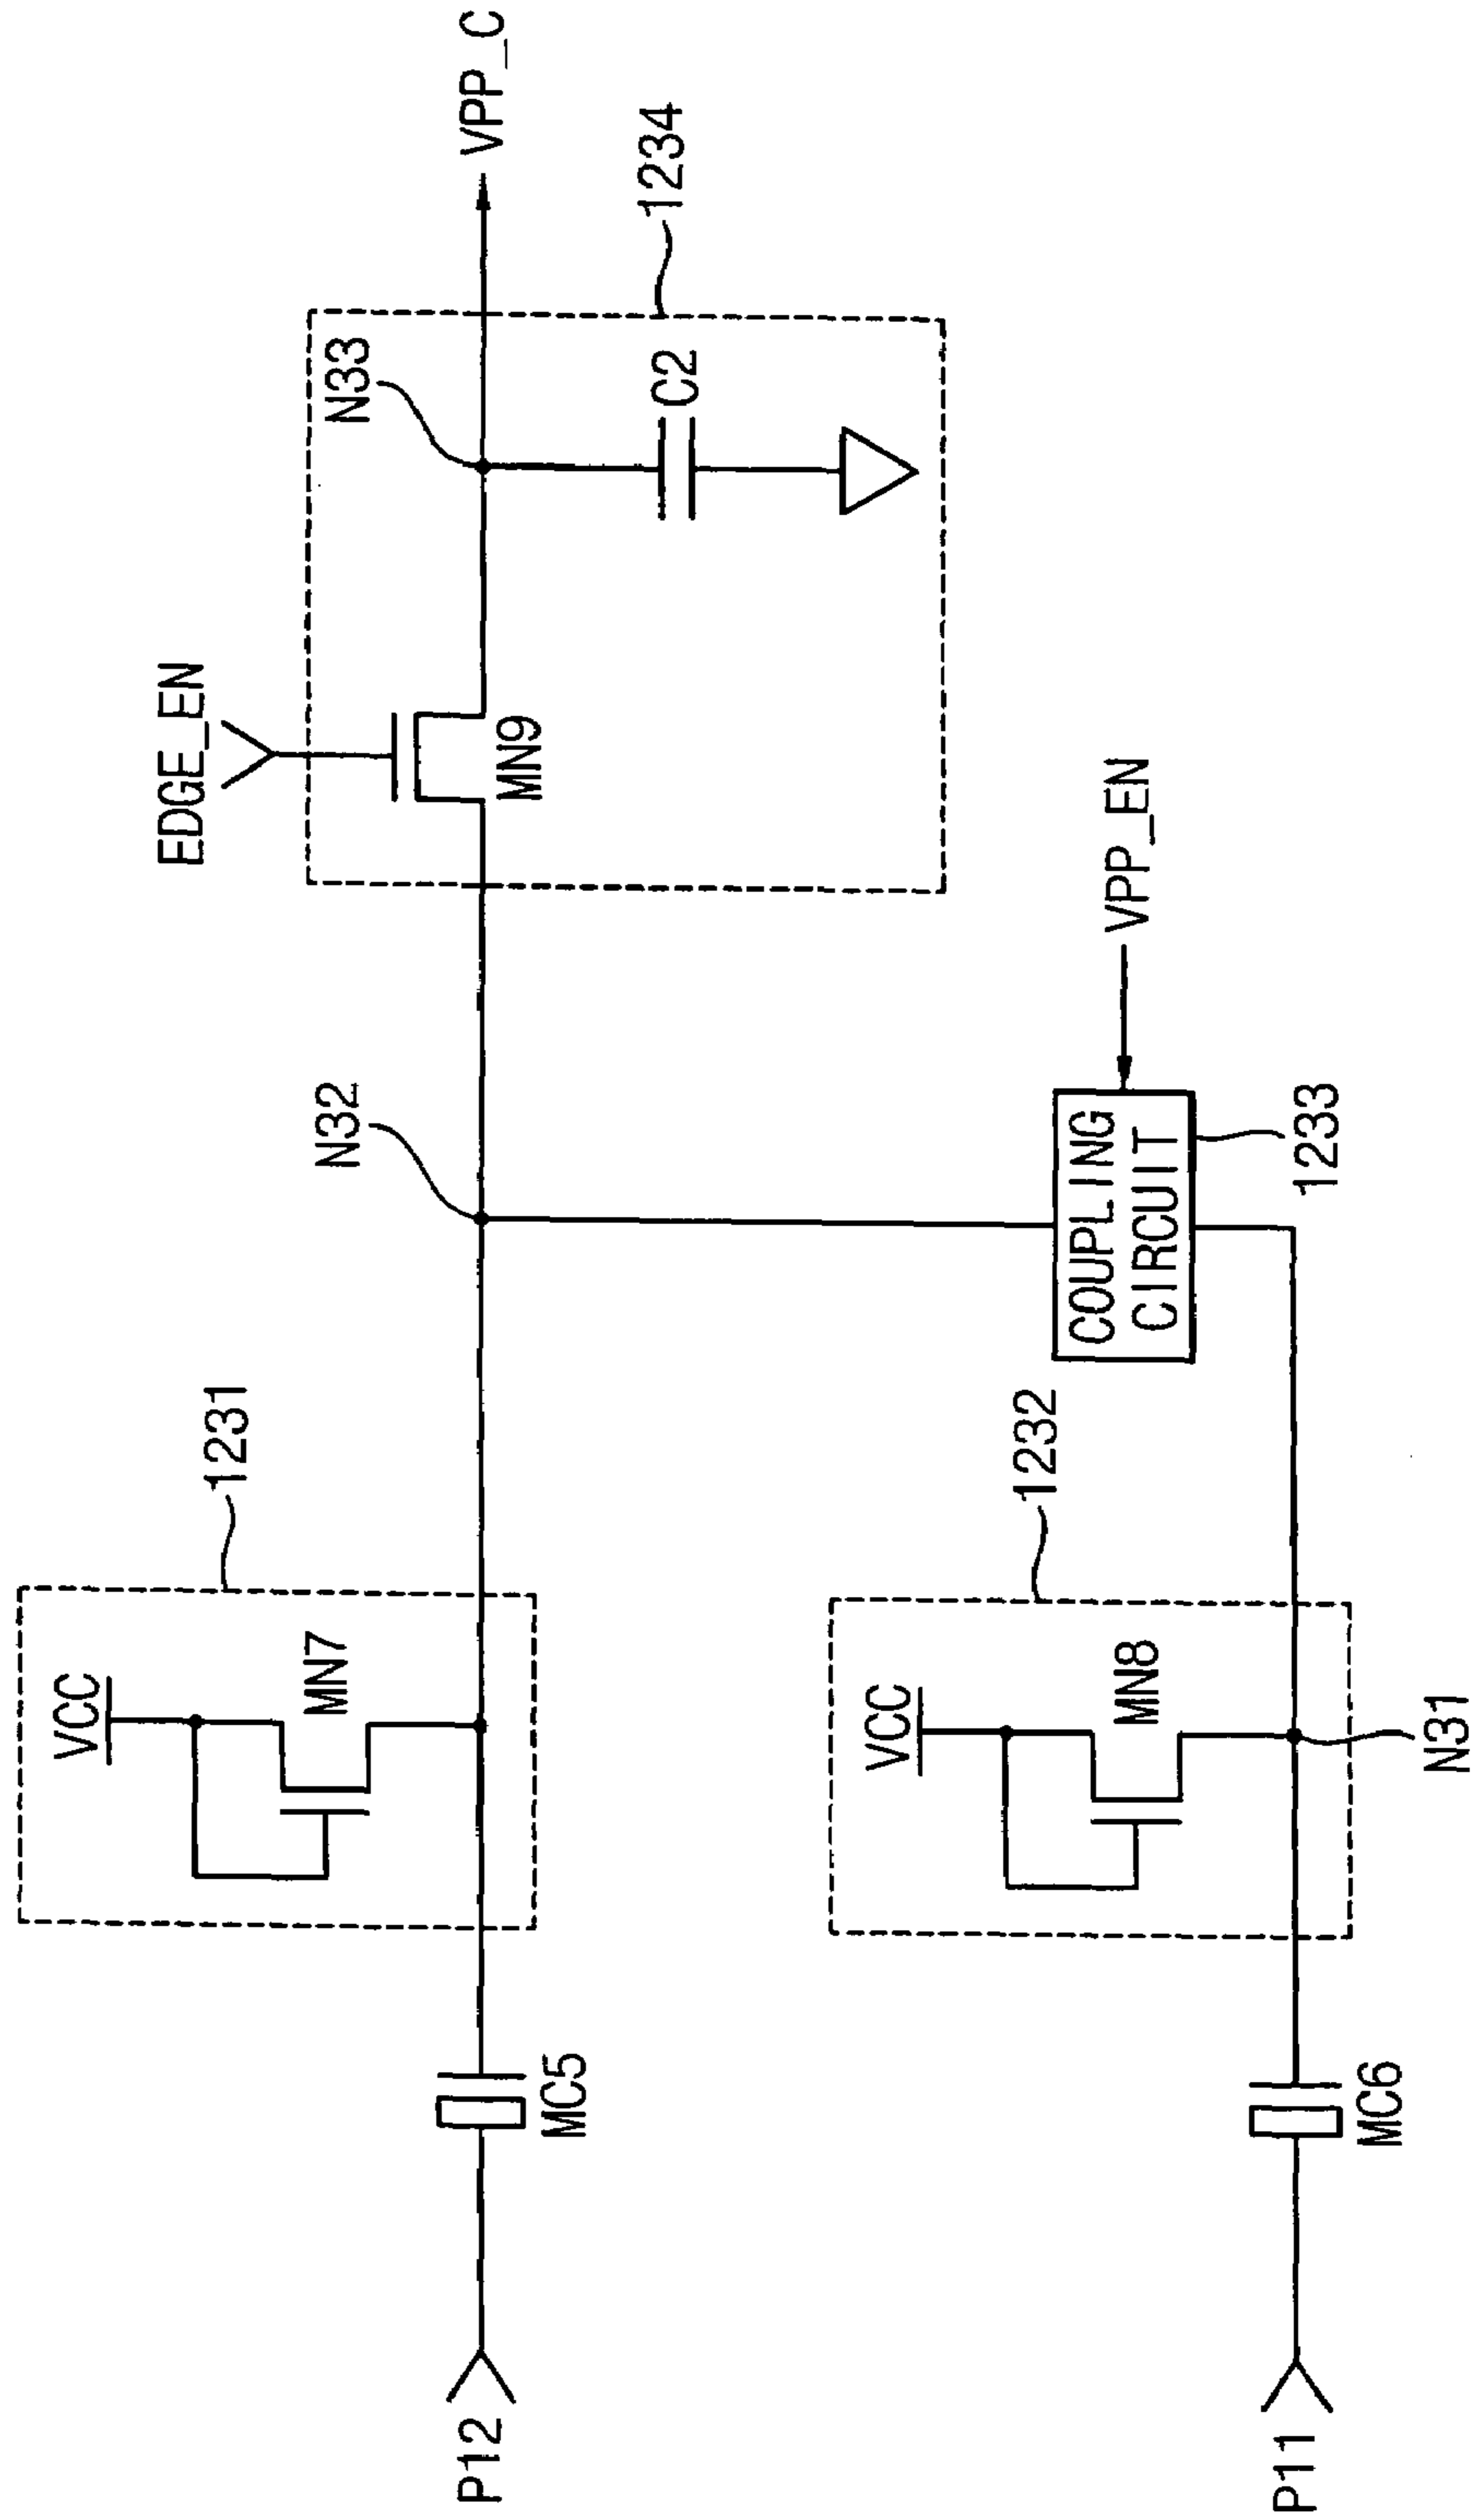 VCC
1231
MN7
P12
MC5
N32
EDGE_EN
MN9
N33
C2
1234
VPP_C
VCC
1232
MN8
P11
MC6
N31
COUPLING
CIRCUIT
1233
VPP_EN